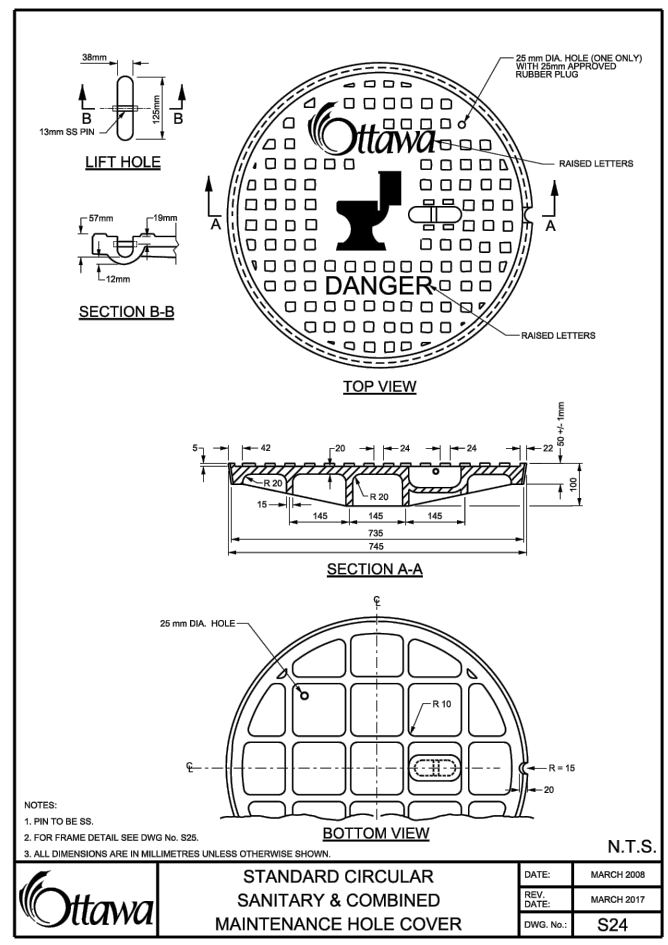 38mm
125mm
B
B
13mm SS PIN
LIFT HOLE
57mm
19mm
12mm
SECTION B-B
25 mm DIA. HOLE (ONE ONLY)
WITH 25mm APPROVED
RUBBER PLUG
Ottawa
RAISED LETTERS
A
A
DANGER
RAISED LETTERS
TOP VIEW
5
42
20
24
24
22
50 +/- 1mm
R 20
R 20
100
15
145
145
145
735
745
SECTION A-A
25 mm DIA. HOLE
R 10
R = 15
20
BOTTOM VIEW
NOTES:
1. PIN TO BE SS.
2. FOR FRAME DETAIL SEE DWG No. S25.
3. ALL DIMENSIONS ARE IN MILLIMETRES UNLESS OTHERWISE SHOWN.
N.T.S.
Ottawa
STANDARD CIRCULAR
SANITARY & COMBINED
MAINTENANCE HOLE COVER
DATE: MARCH 2008
REV.
DATE: MARCH 2017
DWG. No.: S24